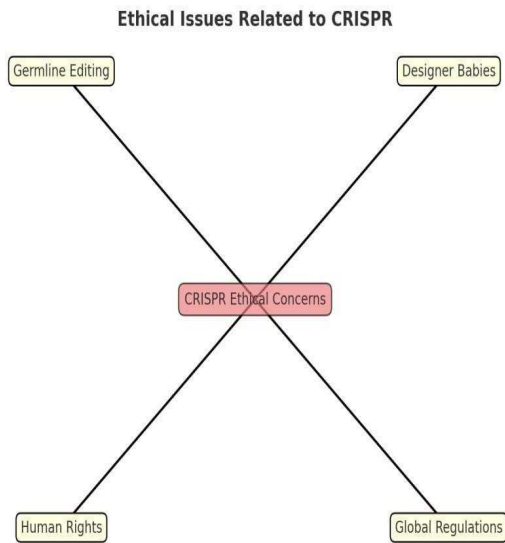 Ethical Issues Related to CRISPR
Germline Editing
Designer Babies
CRISPR Ethical Concerns
Human Rights
Global Regulations